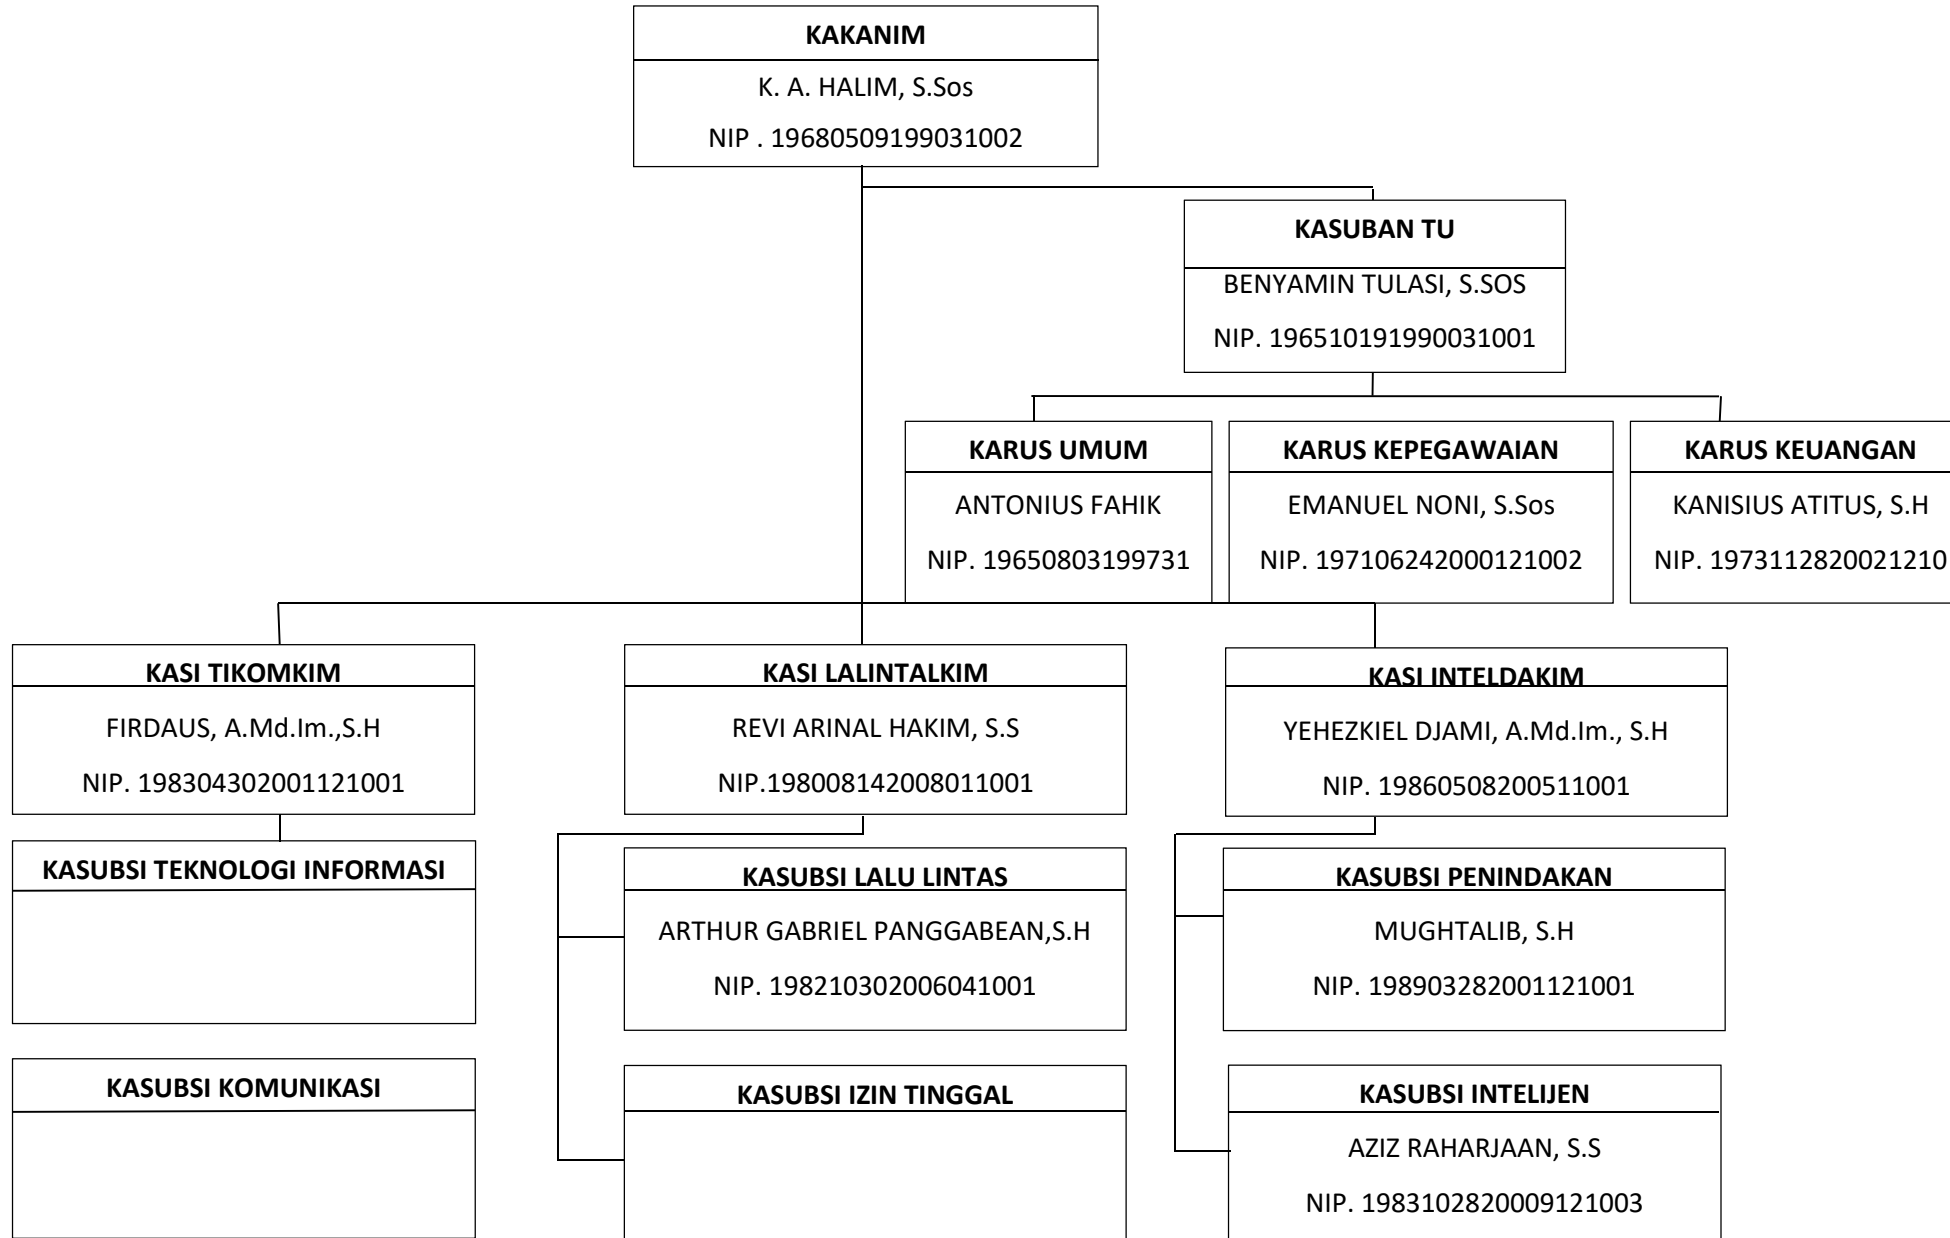 KAKANIM
K. A. HALIM, S.Sos
NIP . 19680509199031002
KASUBAN TU
BENYAMIN TULASI, S.SOS
NIP. 196510191990031001
KARUS UMUM
ANTONIUS FAHIK
NIP. 19650803199731
KARUS KEPEGAWAIAN
EMANUEL NONI, S.Sos
NIP. 197106242000121002
KARUS KEUANGAN
KANISIUS ATITUS, S.H
NIP. 1973112820021210
KASI TIKOMKIM
FIRDAUS, A.Md.Im.,S.H
NIP. 198304302001121001
KASI LALINTALKIM
REVI ARINAL HAKIM, S.S
NIP.198008142008011001
KASI INTELDAKIM
YEHEZKIEL DJAMI, A.Md.Im., S.H
NIP. 19860508200511001
KASUBSI TEKNOLOGI INFORMASI
KASUBSI LALU LINTAS
ARTHUR GABRIEL PANGGABEAN,S.H
NIP. 198210302006041001
KASUBSI PENINDAKAN
MUGHTALIB, S.H
NIP. 198903282001121001
KASUBSI KOMUNIKASI
KASUBSI IZIN TINGGAL
KASUBSI INTELIJEN
AZIZ RAHARJAAN, S.S
NIP. 1983102820009121003